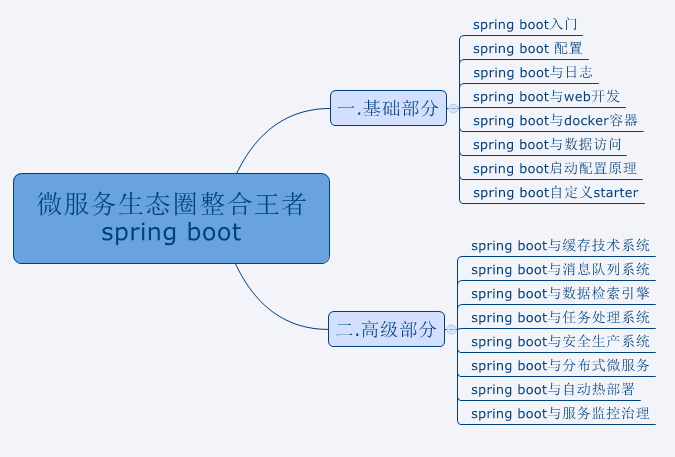 微服务生态圈整合王者
spring boot
一.基础部分
spring boot入门
spring boot 配置
spring boot与日志
spring boot与web开发
spring boot与docker容器
spring boot与数据访问
spring boot启动配置原理
spring boot自定义starter
二.高级部分
spring boot与缓存技术系统
spring boot与消息队列系统
spring boot与数据检索引擎
spring boot与任务处理系统
spring boot与安全生产系统
spring boot与分布式微服务
spring boot与自动热部署
spring boot与服务监控治理